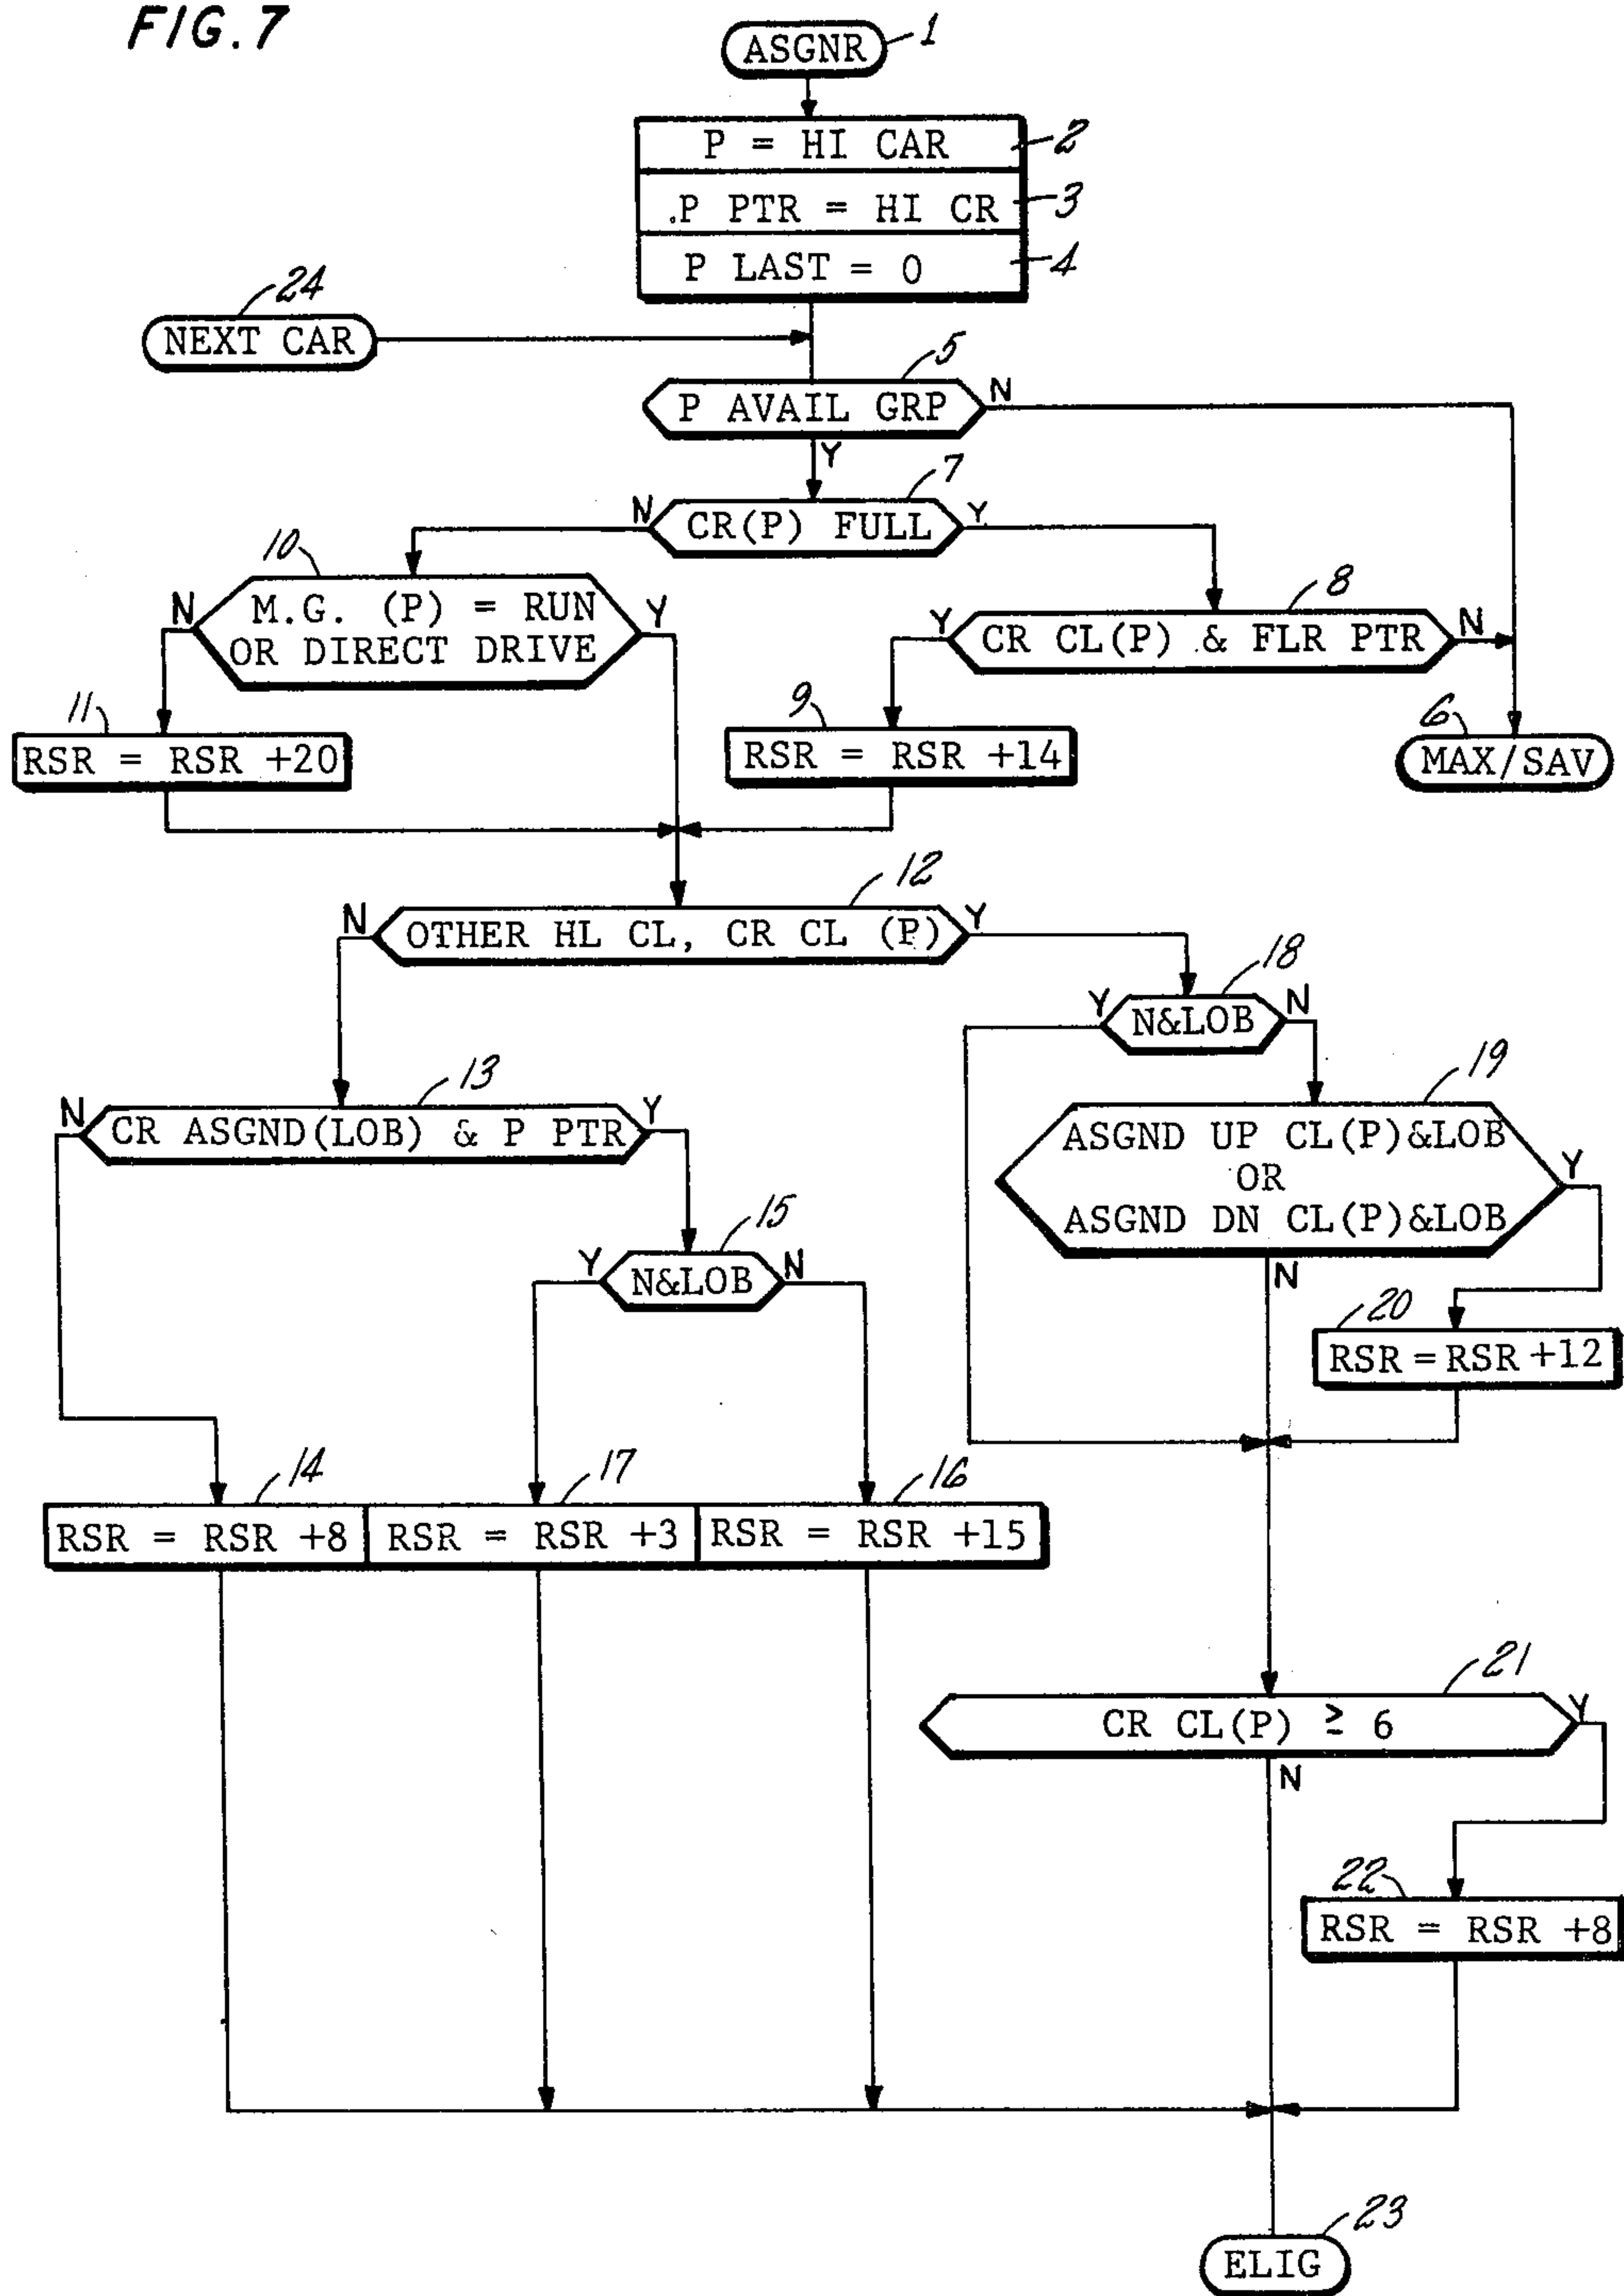 FIG. 7
ASGNR 1
P = HI CAR 2
.P PTR = HI CR 3
P LAST = 0 4
24
NEXT CAR
5
P AVAIL GRP N
Y
7
N CR(P) FULL Y
10
N M.G. (P) = RUN Y
OR DIRECT DRIVE
8
Y CR CL(P) & FLR PTR N
11
RSR = RSR +20
9
RSR = RSR +14
6
MAX/SAV
12
N OTHER HL CL, CR CL (P) Y
18
Y N&LOB N
13
N CR ASGND(LOB) & P PTR Y
19
ASGND UP CL(P)&LOB
OR
ASGND DN CL(P)&LOB
Y
N
15
Y N&LOB N
20
RSR = RSR +12
14
RSR = RSR +8
17
RSR = RSR +3
16
RSR = RSR +15
21
CR CL(P) ≥ 6 Y
N
22
RSR = RSR +8
23
ELIG